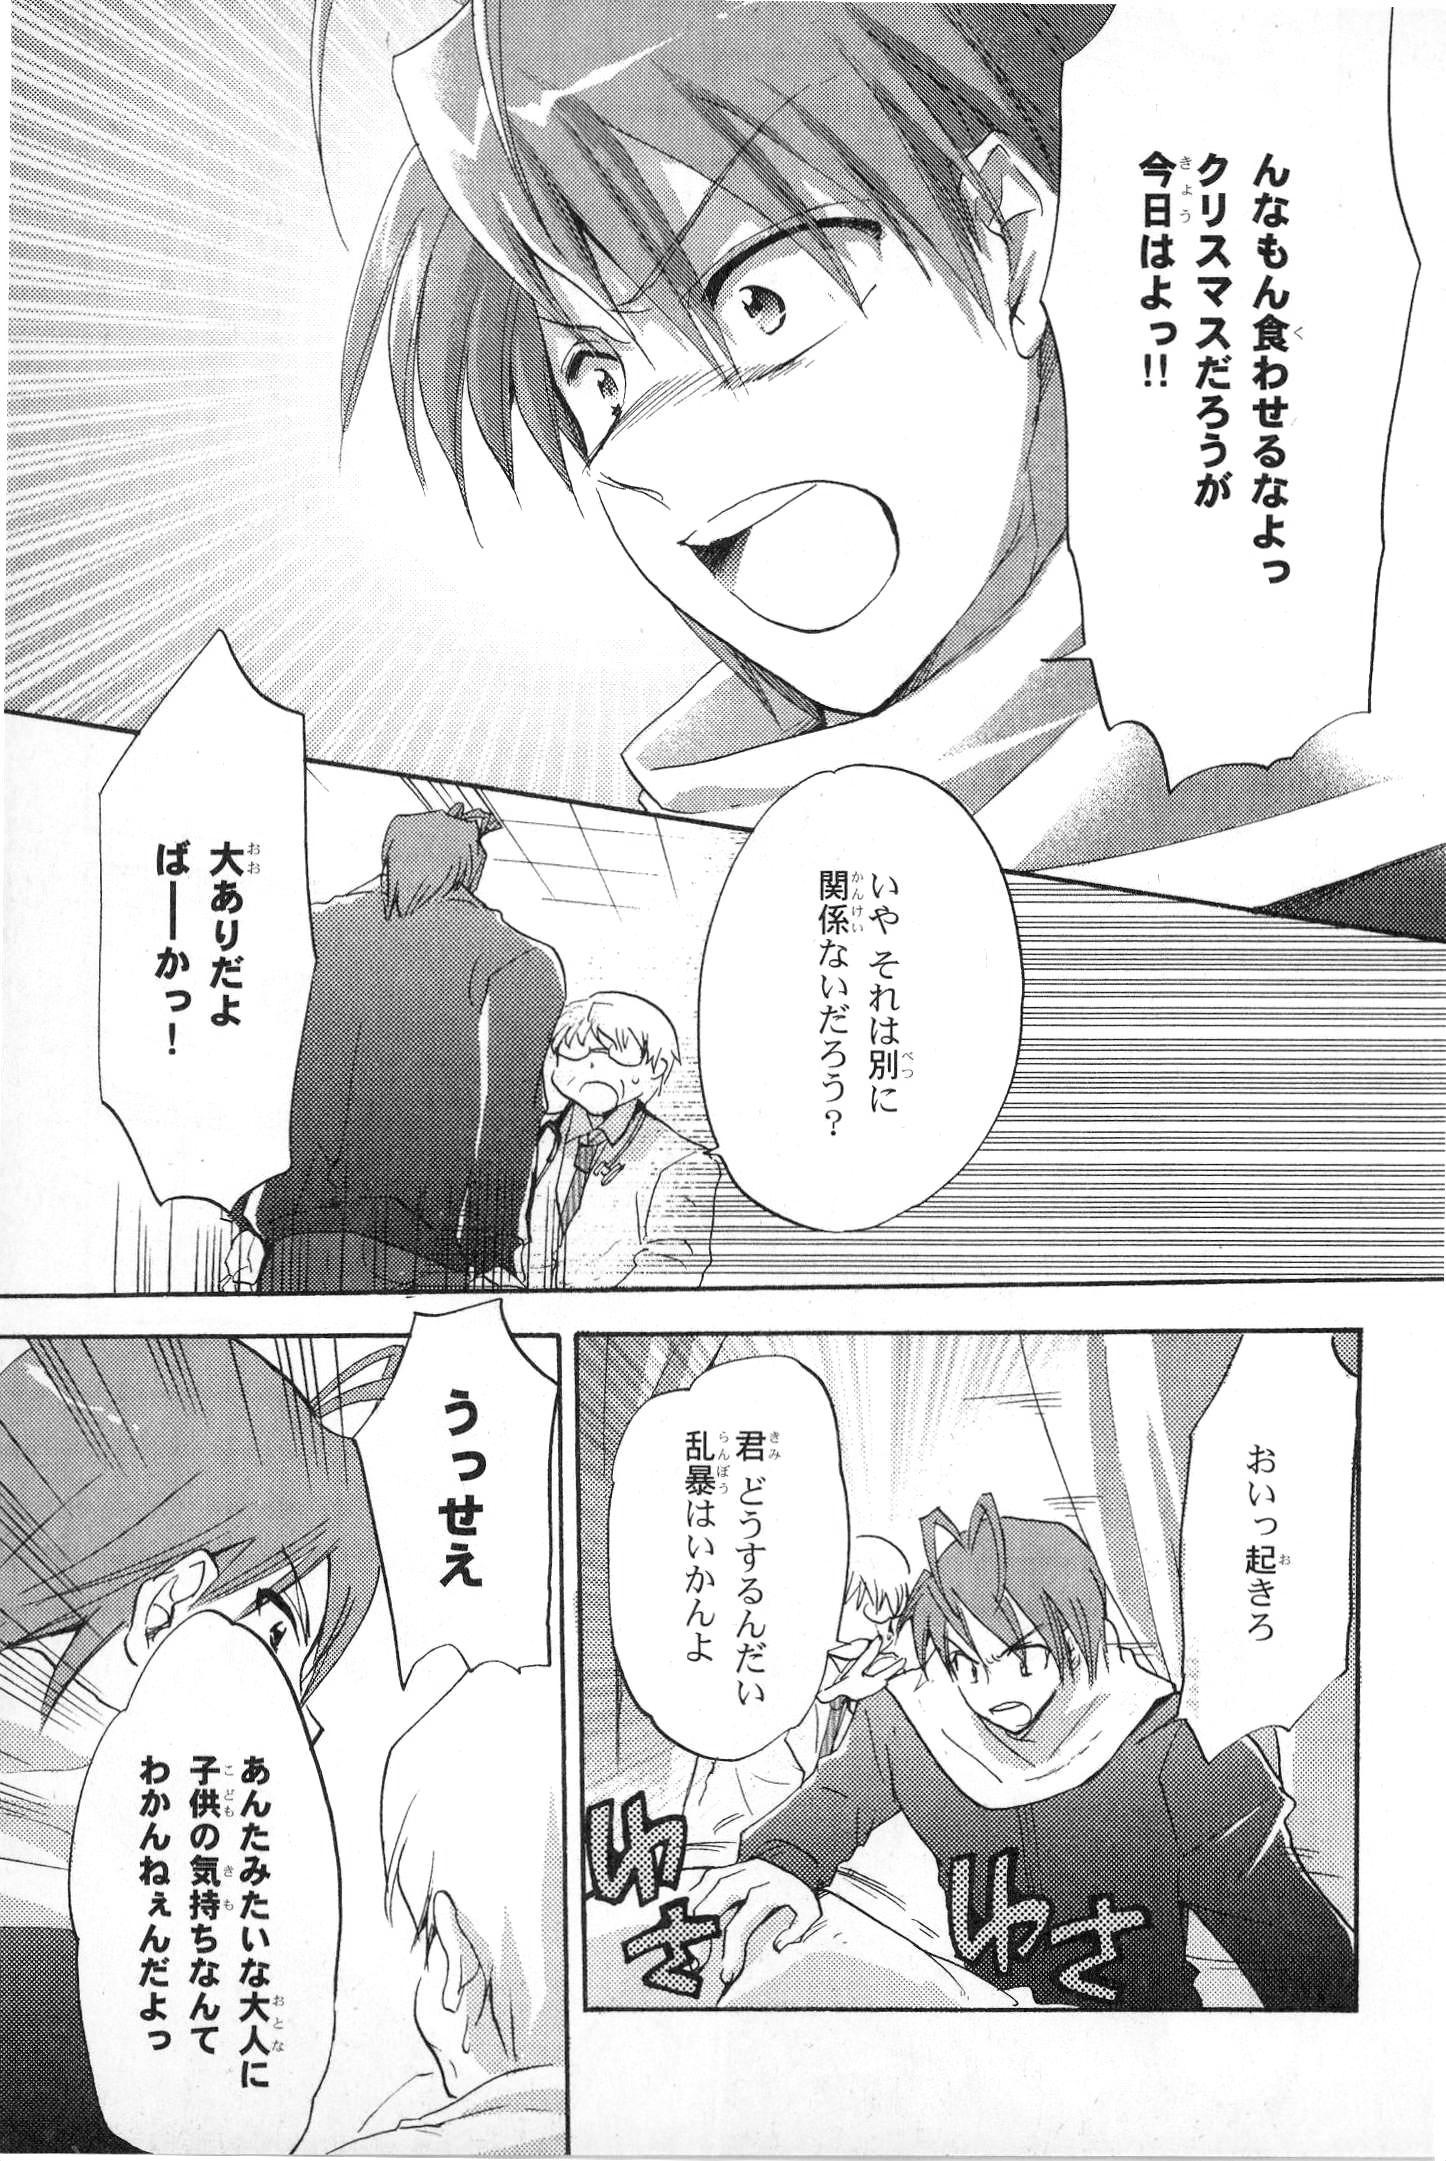 んなもん食わせるなよっ
クリスマスだろうが
今日はよっ!!
いや それは別に
関係ないだろう?
大ありだよ
ばーかっ!
おいっ起きろ
君 どうするんだい
乱暴はいかんよ
ゆさ
ゆさ
うっせえ
あんたみたいな大人に
子供の気持ちなんて
わかんねぇんだよっ